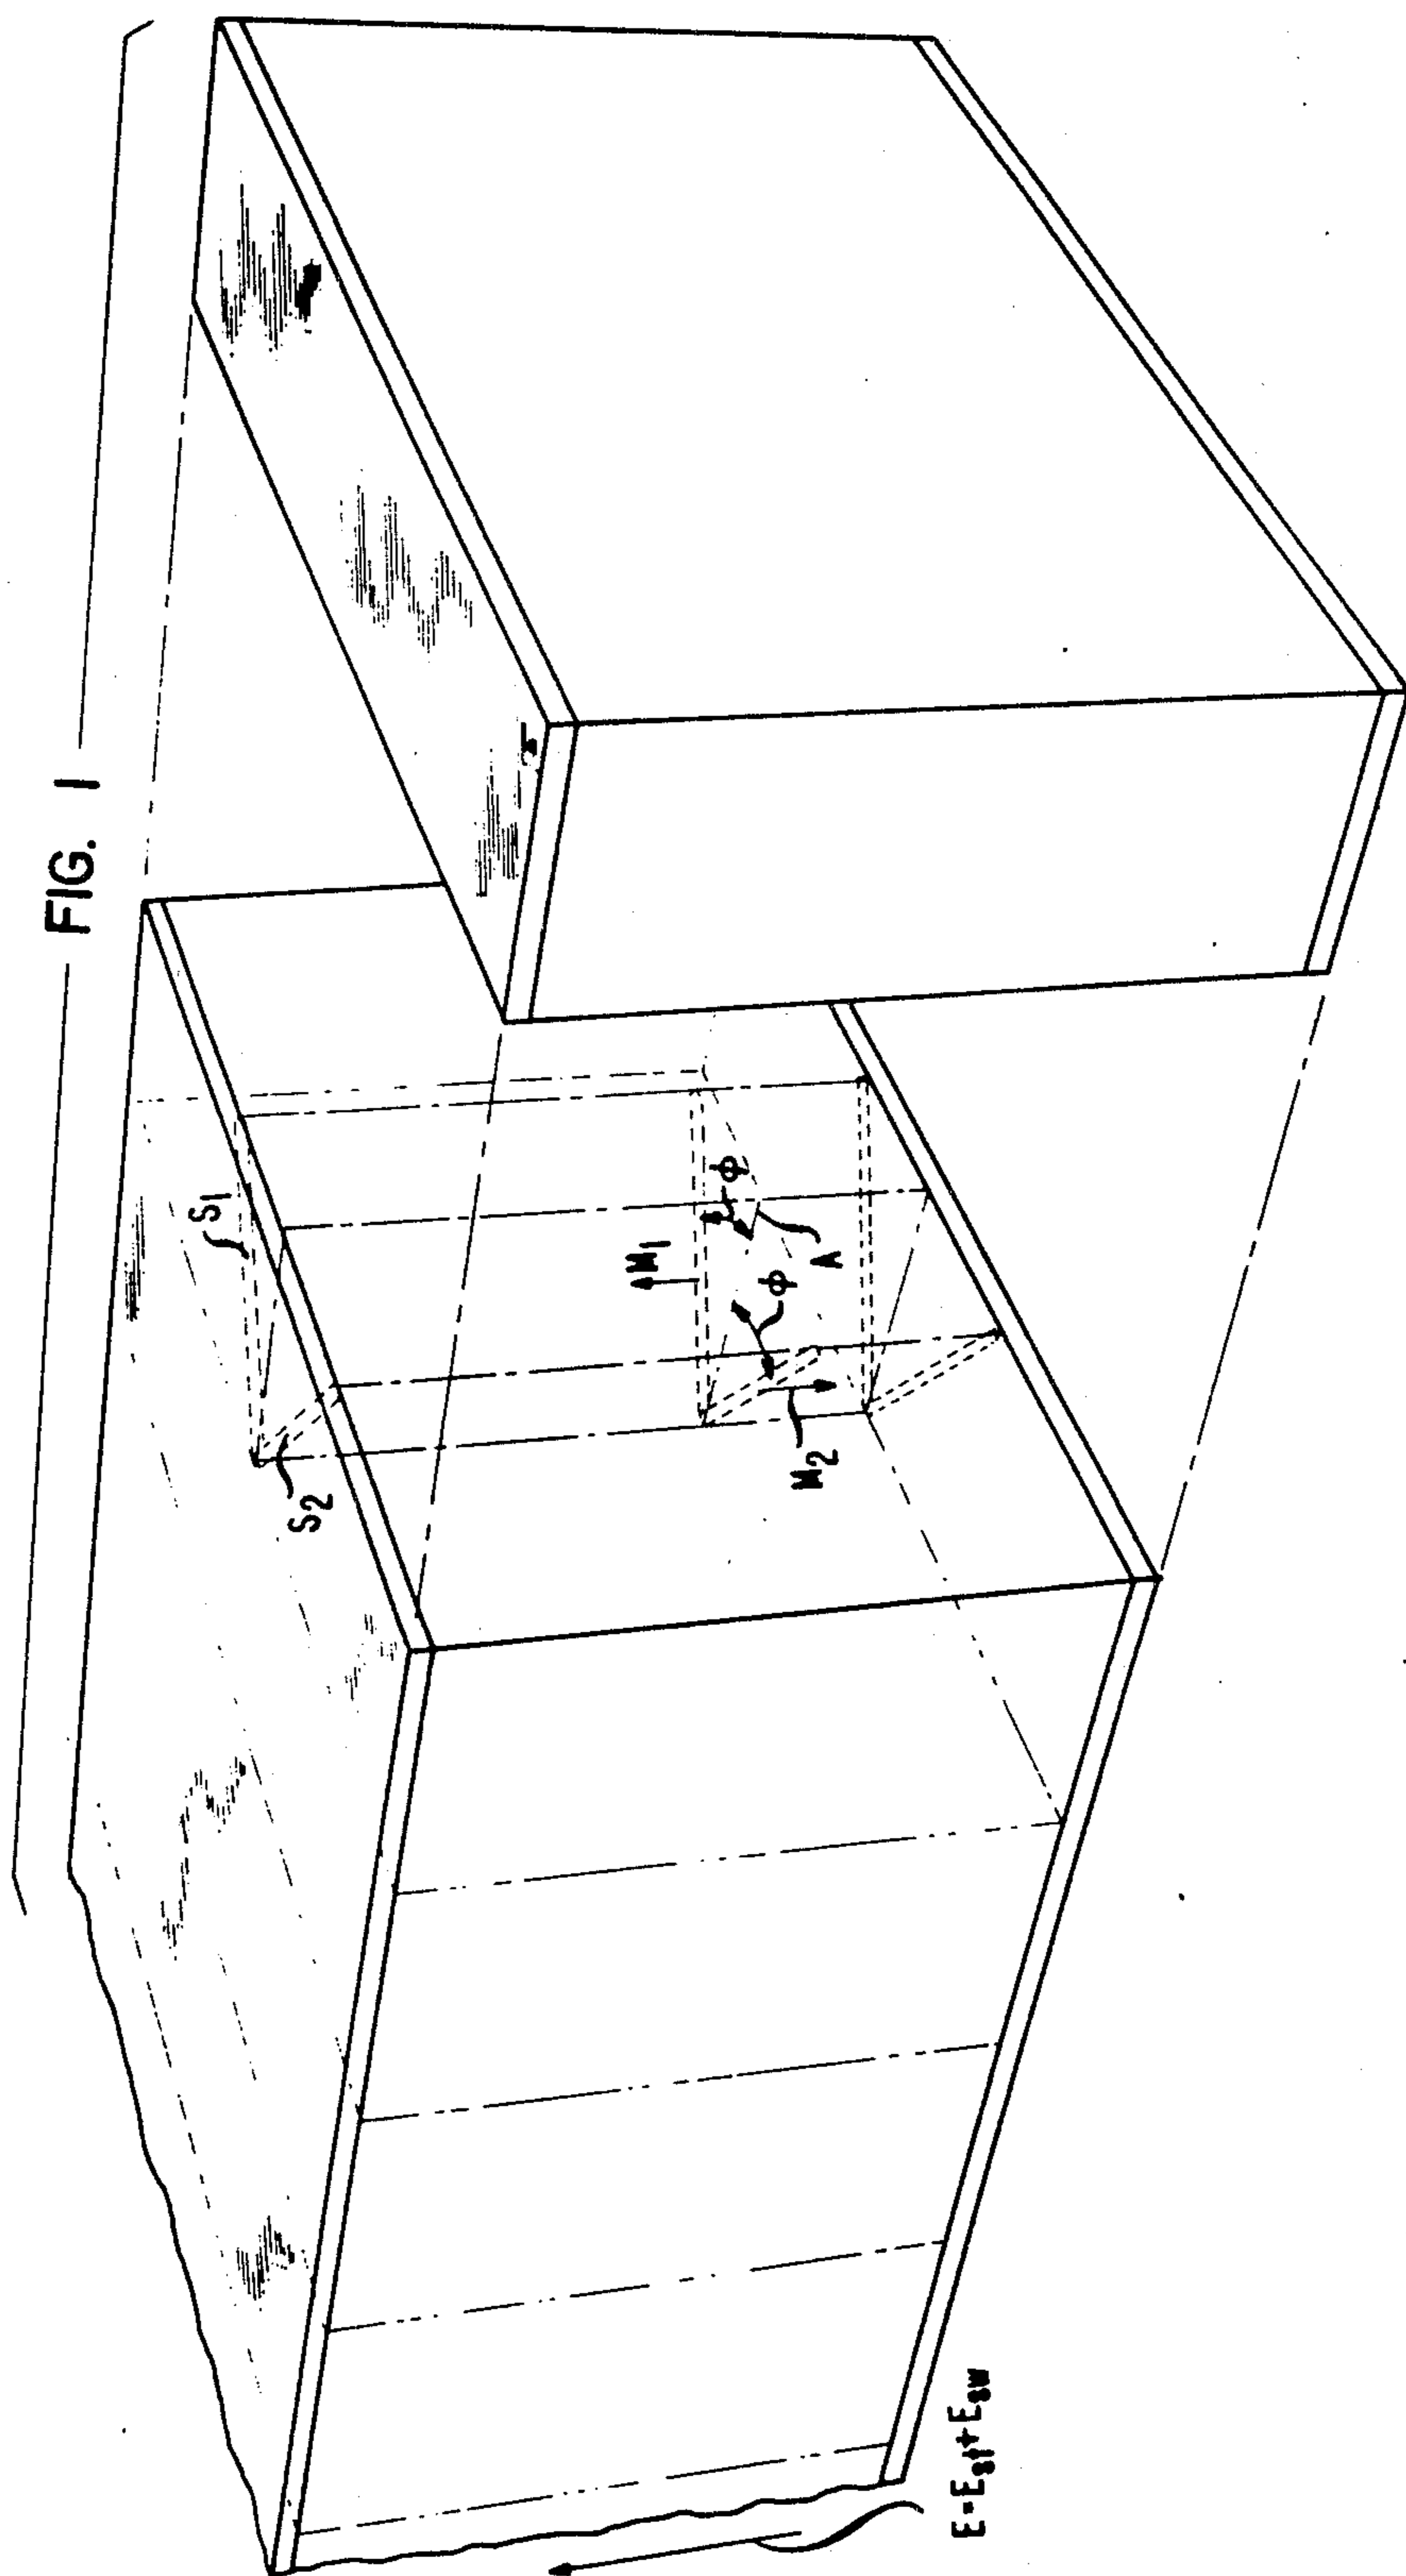 FIG. 1
S1
S2
M1
φ
φ
A
M2
E=Est+Esw